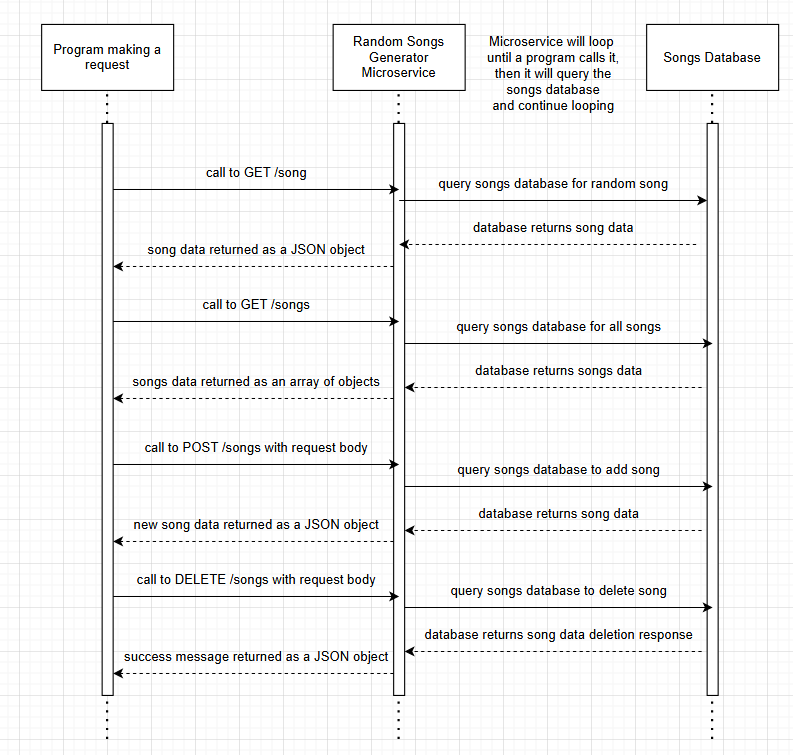 Program making a
request
Random Songs
Generator
Microservice
Microservice will loop
until a program calls it,
then it will query the
songs database
and continue looping
Songs Database
call to GET /song
query songs database for random song
database returns song data
song data returned as a JSON object
call to GET /songs
query songs database for all songs
database returns songs data
songs data returned as an array of objects
call to POST /songs with request body
query songs database to add song
database returns song data
new song data returned as a JSON object
call to DELETE /songs with request body
query songs database to delete song
database returns song data deletion response
success message returned as a JSON object